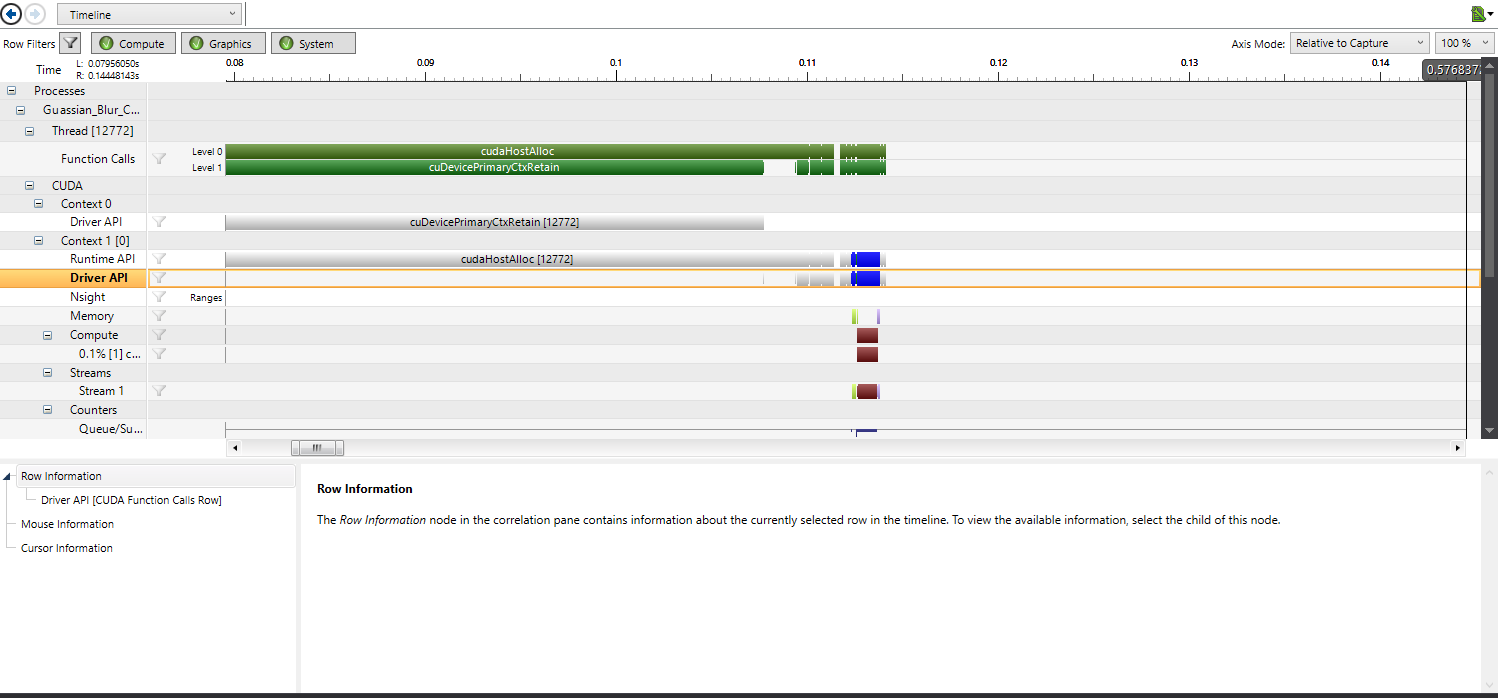 Timeline
Row Filters Compute Graphics System Axis Mode: Relative to Capture 100 %
Time L: 0.07956050s 0.08 0.09 0.1 0.11 0.12 0.13 0.14
R: 0.14448143s 0.576837
Processes
Guassian_Blur_C...
Thread [12772]
Function Calls Level 0 cudaHostAlloc
Level 1 cuDevicePrimaryCtxRetain
CUDA
Context 0
Driver API cuDevicePrimaryCtxRetain [12772]
Context 1 [0]
Runtime API cudaHostAlloc [12772]
Driver API
Nsight Ranges
Memory
Compute
0.1% [1] c...
Streams
Stream 1
Counters
Queue/Su...
Row Information
Driver API [CUDA Function Calls Row]
Mouse Information
Cursor Information
Row Information
The Row Information node in the correlation pane contains information about the currently selected row in the timeline. To view the available information, select the child of this node.